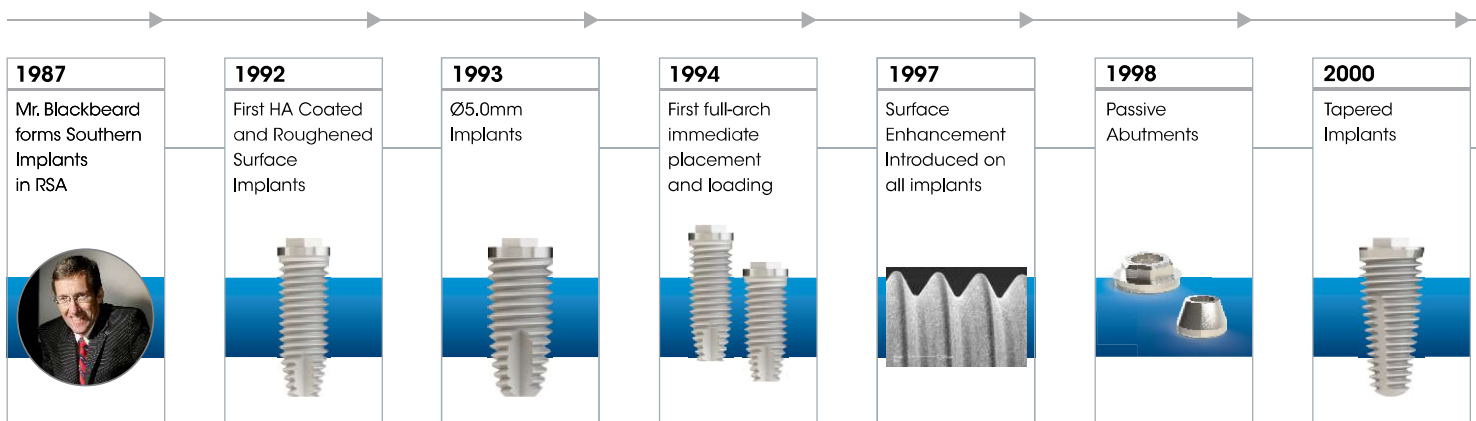 1987
Mr. Blackbeard
forms Southern
Implants
in RSA
1992
First HA Coated
and Roughened
Surface
Implants
1993
Ø5.0mm
Implants
1994
First full-arch
immediate
placement
and loading
1997
Surface
Enhancement
Introduced on
all implants
1998
Passive
Abutments
2000
Tapered
Implants